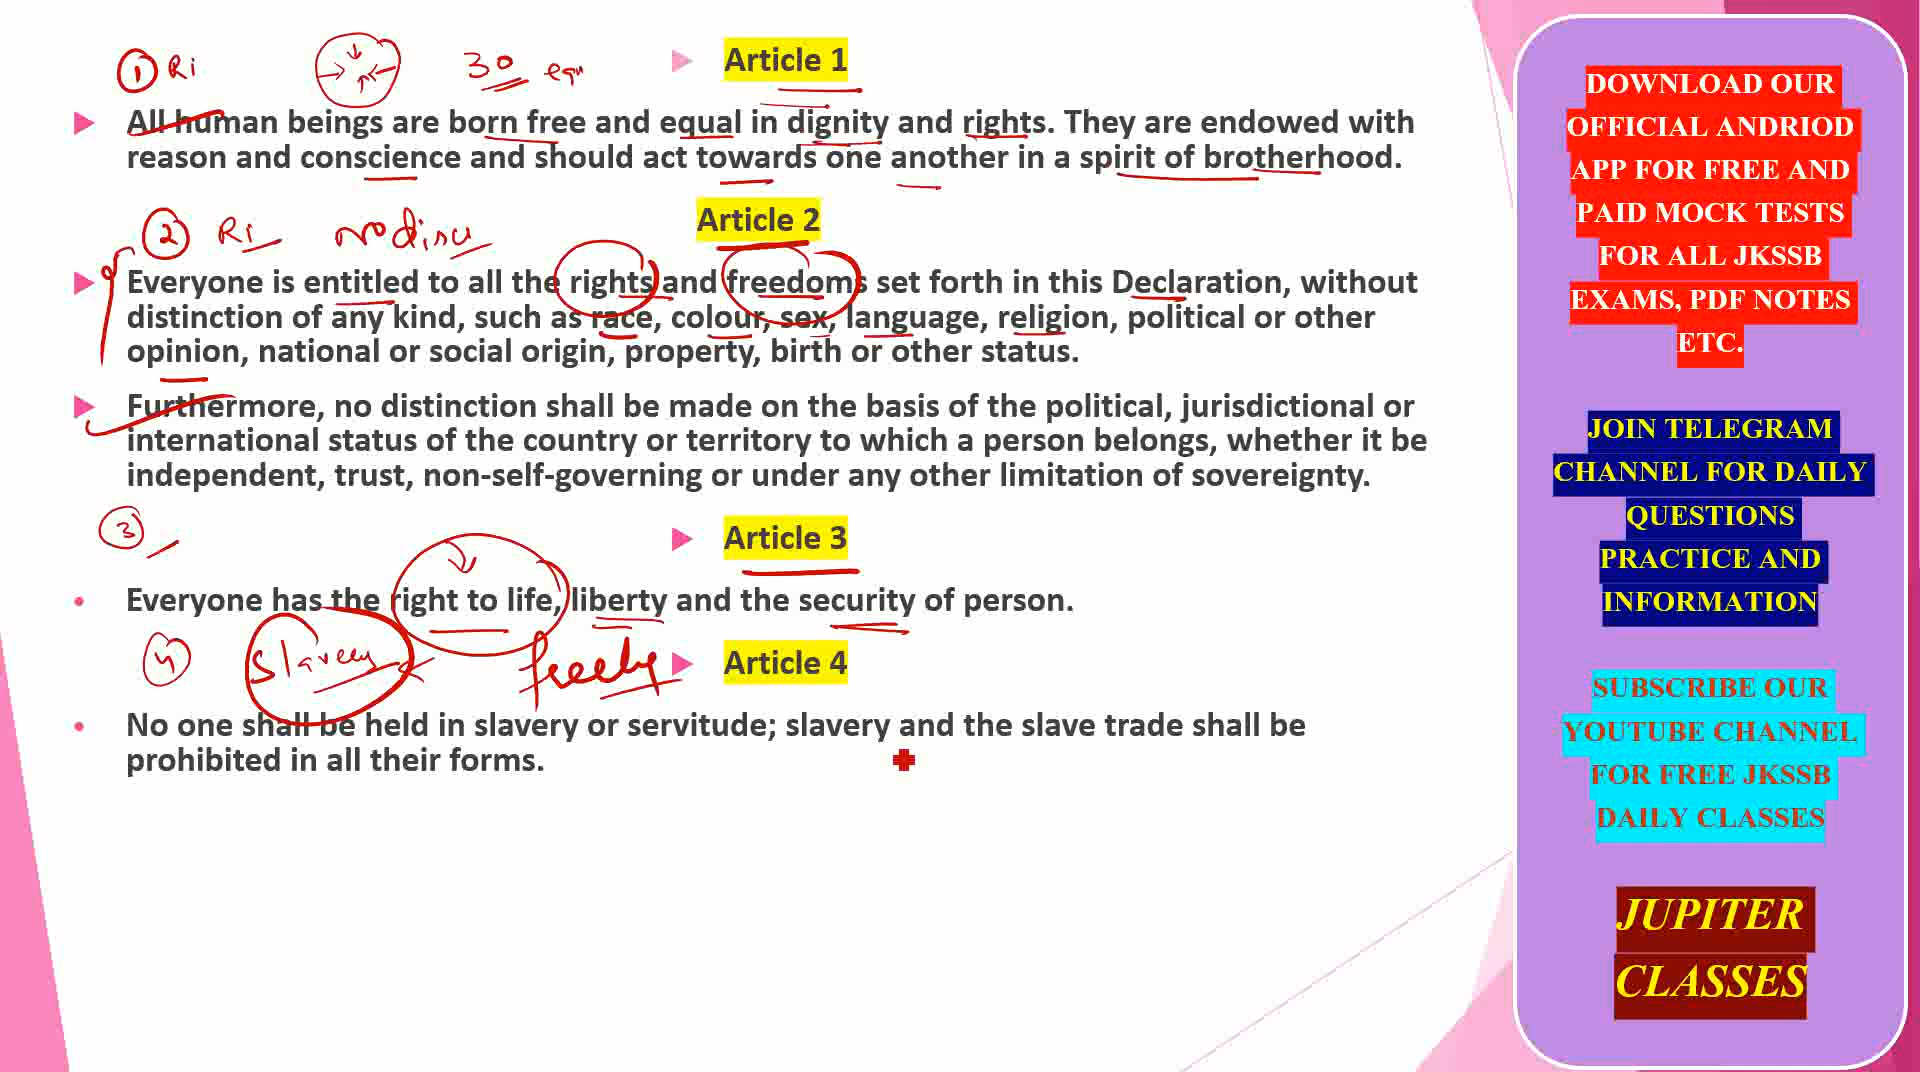 ① Ri
30 equ
Article 1
All human beings are born free and equal in dignity and rights. They are endowed with
reason and conscience and should act towards one another in a spirit of brotherhood.
② Ri
Article 2
Everyone is entitled to all the rights and freedoms set forth in this Declaration, without
distinction of any kind, such as race, colour, sex, language, religion, political or other
opinion, national or social origin, property, birth or other status.
Furthermore, no distinction shall be made on the basis of the political, jurisdictional or
international status of the country or territory to which a person belongs, whether it be
independent, trust, non-self-governing or under any other limitation of sovereignty.
③
Article 3
Everyone has the right to life, liberty and the security of person.
④ Slavery
Article 4
No one shall be held in slavery or servitude; slavery and the slave trade shall be
prohibited in all their forms.
DOWNLOAD OUR
OFFICIAL ANDRIOD
APP FOR FREE AND
PAID MOCK TESTS
FOR ALL JKSSB
EXAMS, PDF NOTES
ETC.
JOIN TELEGRAM
CHANNEL FOR DAILY
QUESTIONS
PRACTICE AND
INFORMATION
SUBSCRIBE OUR
YOUTUBE CHANNEL
FOR FREE JKSSB
DAILY CLASSES
JUPITER
CLASSES